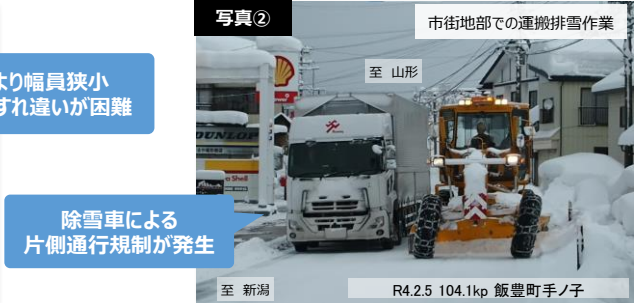 写真②
市街地部での運搬排雪作業
至 山形
より幅員狭小
すれ違いが困難
DUNLOP
Shell
除雪車による
片側通行規制が発生
至 新潟
R4.2.5 104.1kp 飯豊町手ノ子